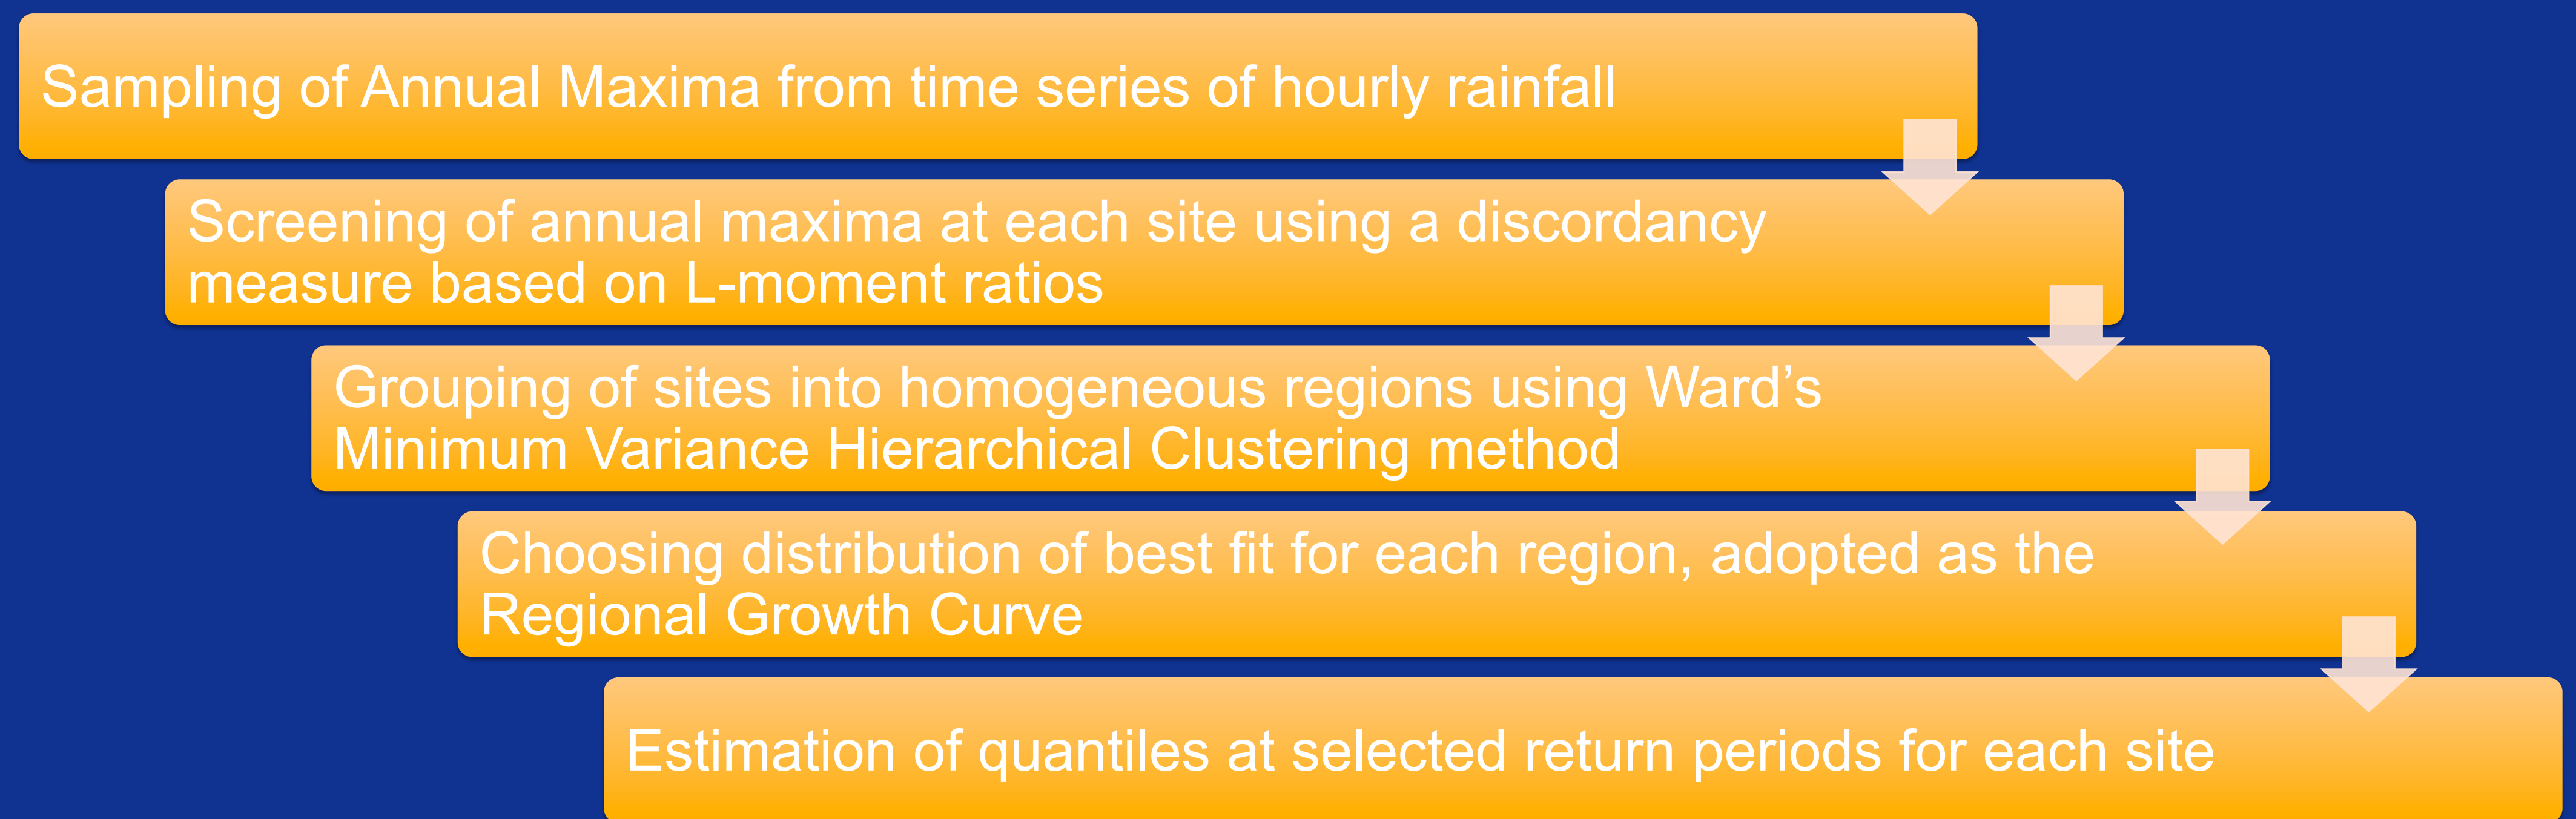 Sampling of Annual Maxima from time series of hourly rainfall
Screening of annual maxima at each site using a discordancy
measure based on L-moment ratios
Grouping of sites into homogeneous regions using Ward’s
Minimum Variance Hierarchical Clustering method
Choosing distribution of best fit for each region, adopted as the
Regional Growth Curve
Estimation of quantiles at selected return periods for each site